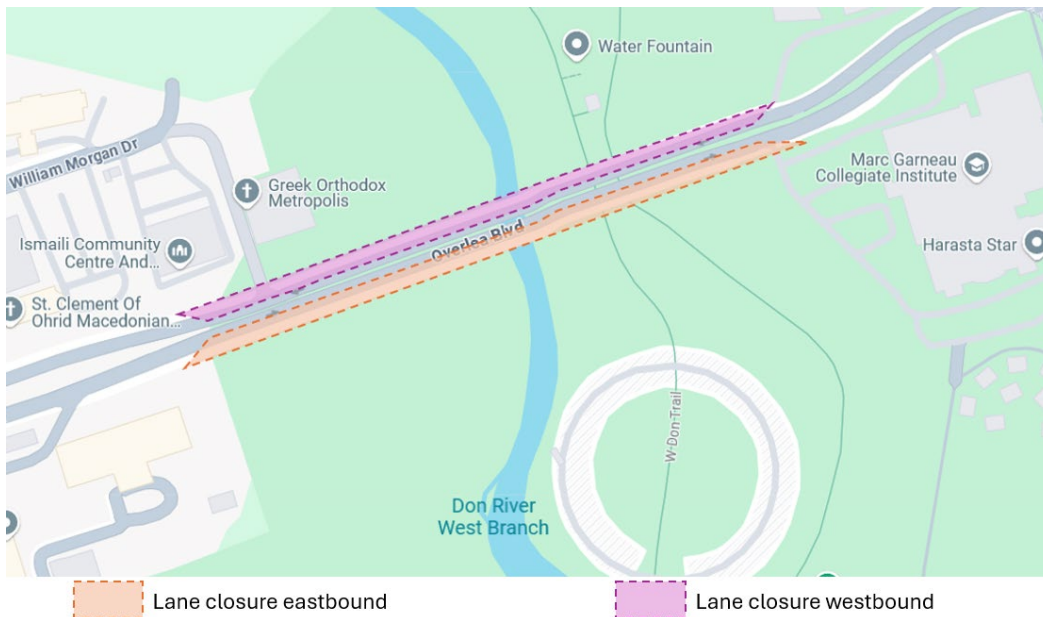 Water Fountain
William Morgan Dr
Marc Garneau
Collegiate Institute
Greek Orthodox
Metropolis
Ismaili Community
Centre And...
Overlea Blvd
Harasta Star
St. Clement Of
Ohrid Macedonian...
W-Don-Trail
Don River
West Branch
Lane closure eastbound
Lane closure westbound